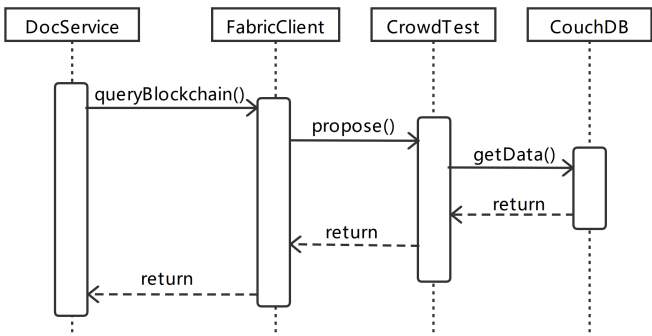 DocService
FabricClient
CrowdTest
CouchDB
queryBlockchain()
propose()
getData()
return
return
return